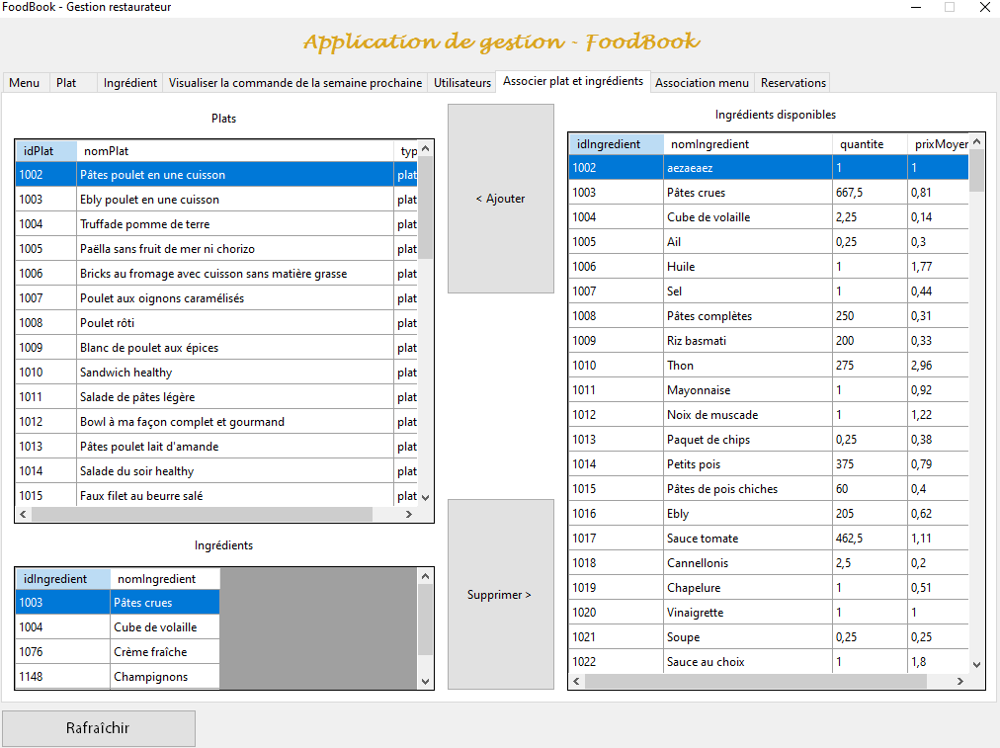 FoodBook - Gestion restaurateur
Application de gestion - FoodBook
Menu Plat Ingrédient Visualiser la commande de la semaine prochaine Utilisateurs Associer plat et ingrédients Association menu Reservations
Plats
idPlat nomPlat typ
1002 Pâtes poulet en une cuisson plat
1003 Ebly poulet en une cuisson plat
1004 Truffade pomme de terre plat
1005 Paëlla sans fruit de mer ni chorizo plat
1006 Bricks au fromage avec cuisson sans matière grasse plat
1007 Poulet aux oignons caramélisés plat
1008 Poulet rôti plat
1009 Blanc de poulet aux épices plat
1010 Sandwich healthy plat
1011 Salade de pâtes légère plat
1012 Bowl à ma façon complet et gourmand plat
1013 Pâtes poulet lait d'amande plat
1014 Salade du soir healthy plat
1015 Faux filet au beurre salé plat
Ingrédients
idIngredient nomIngredient
1003 Pâtes crues
1004 Cube de volaille
1076 Crème fraîche
1148 Champignons
< Ajouter
Supprimer >
Ingrédients disponibles
idIngredient nomIngredient quantite prixMoyen
1002 aezaeaez 1 1
1003 Pâtes crues 667,5 0,81
1004 Cube de volaille 2,25 0,14
1005 Ail 0,25 0,3
1006 Huile 1 1,77
1007 Sel 1 0,44
1008 Pâtes complètes 250 0,31
1009 Riz basmati 200 0,33
1010 Thon 275 2,96
1011 Mayonnaise 1 0,92
1012 Noix de muscade 1 1,22
1013 Paquet de chips 0,25 0,38
1014 Petits pois 375 0,79
1015 Pâtes de pois chiches 60 0,4
1016 Ebly 205 0,62
1017 Sauce tomate 462,5 1,11
1018 Cannellonis 2,5 0,2
1019 Chapelure 1 0,51
1020 Vinaigrette 1 1
1021 Soupe 0,25 0,25
1022 Sauce au choix 1 1,8
Rafraîchir